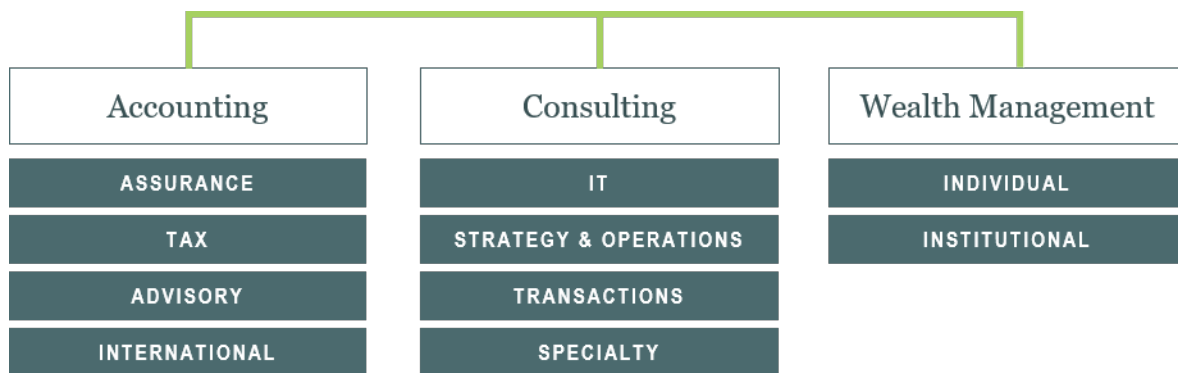 Accounting
ASSURANCE
TAX
ADVISORY
INTERNATIONAL
Consulting
IT
STRATEGY & OPERATIONS
TRANSACTIONS
SPECIALTY
Wealth Management
INDIVIDUAL
INSTITUTIONAL